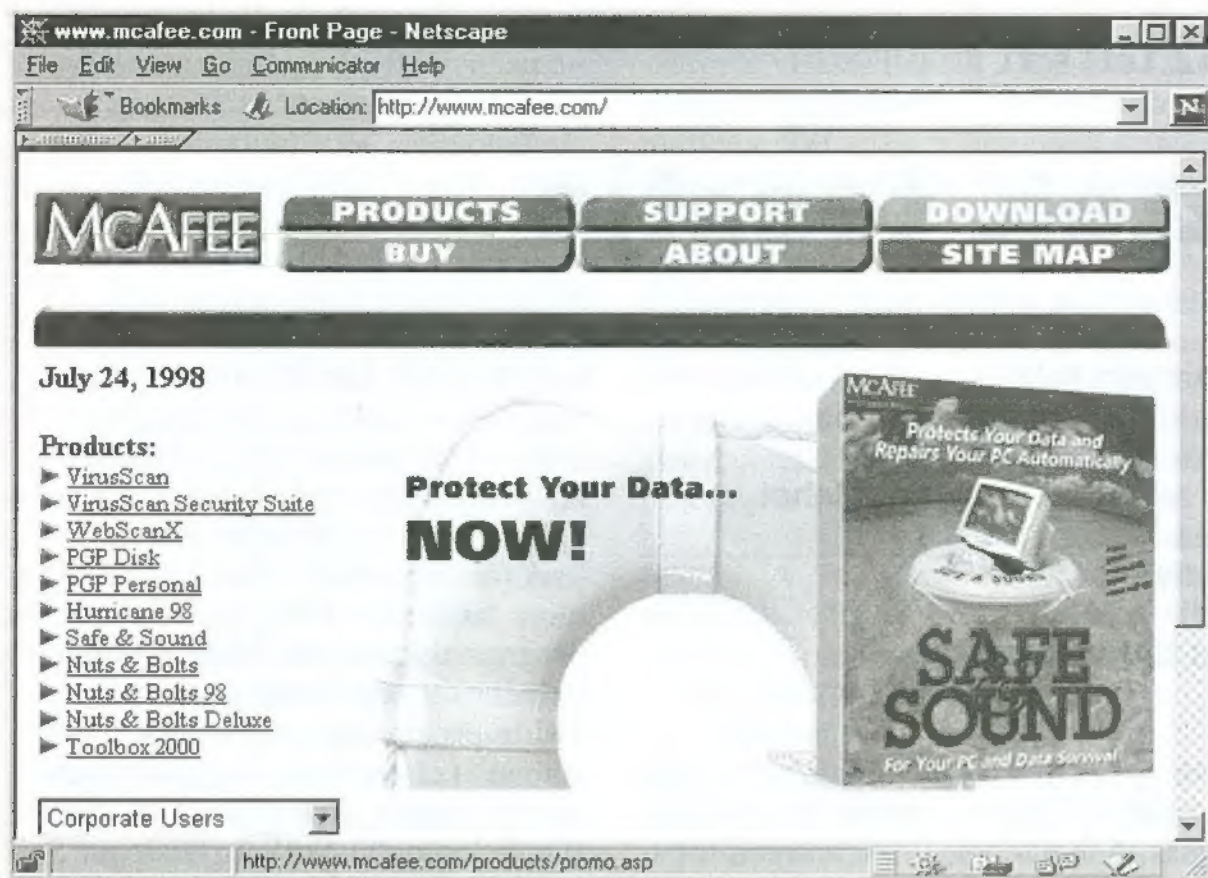 www.mcafee.com - Front Page - Netscape
File Edit View Go Communicator Help
Bookmarks Location: http://www.mcafee.com/ N
McAfee
PRODUCTS SUPPORT DOWNLOAD
BUY ABOUT SITE MAP
July 24, 1998
Products:
VirusScan
VirusScan Security Suite
WebScanX
PGP Disk
PGP Personal
Hurricane 98
Safe & Sound
Nuts & Bolts
Nuts & Bolts 98
Nuts & Bolts Deluxe
Toolbox 2000
Corporate Users
Protect Your Data...
NOW!
McAfee
Protects Your Data and
Repairs Your PC Automatically
SAFE & SOUND
SAFE
&
SOUND
For Your PC and Data Survival
http://www.mcafee.com/products/promo.asp